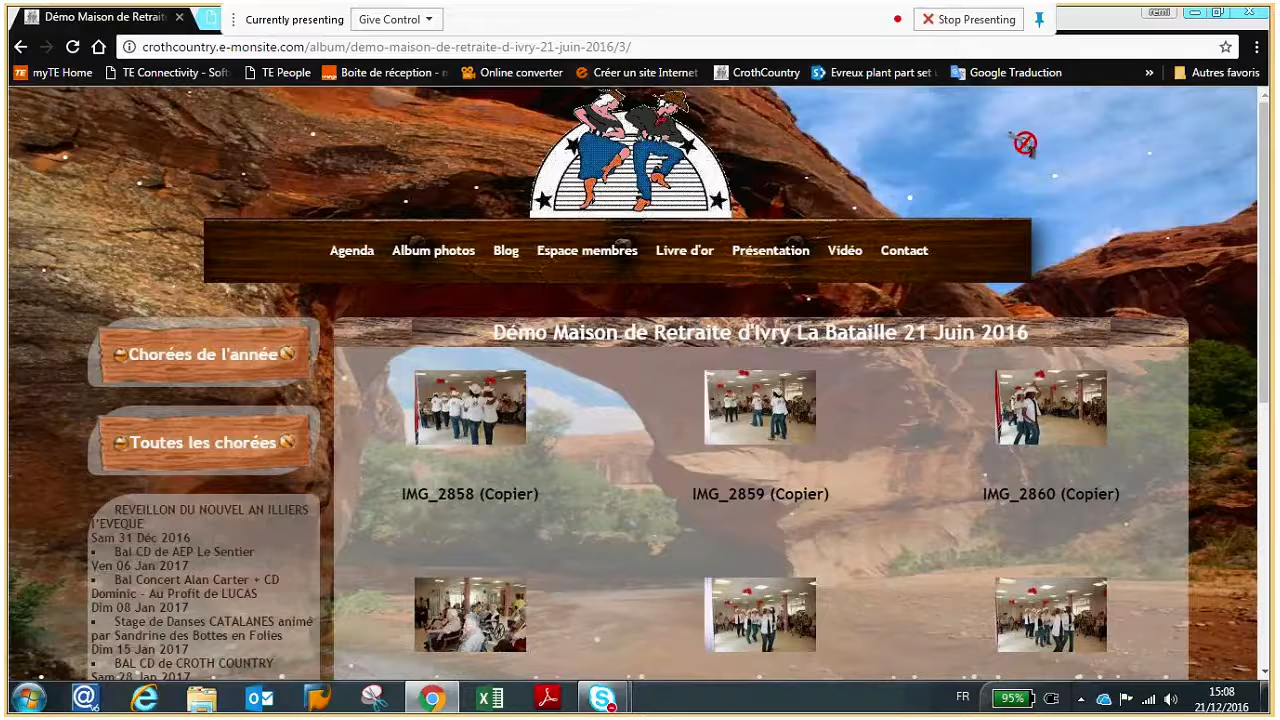 Démo Maison de Retrait
Currently presenting
Give Control
Stop Presenting
remi
crothcountry.e-monsite.com/album/demo-maison-de-retraite-d-ivry-21-juin-2016/3/
myTE Home
TE Connectivity - Soft
TE People
Boite de réception - n
Online converter
Créer un site Internet
CrothCountry
Evreux plant part set
Google Traduction
»
Autres favoris
Agenda
Album photos
Blog
Espace membres
Livre d'or
Présentation
Vidéo
Contact
Démo Maison de Retraite d'Ivry La Bataille 21 Juin 2016
Chorées de l'année
Toutes les chorées
IMG_2858 (Copier)
IMG_2859 (Copier)
IMG_2860 (Copier)
REVEILLON DU NOUVEL AN ILLIERS
l'EVEQUE
Sam 31 Déc 2016
Bal CD de AEP Le Sentier
Ven 06 Jan 2017
Bal Concert Alan Carter + CD
Dominic - Au Profit de LUCAS
Dim 08 Jan 2017
Stage de Danses CATALANES animé
par Sandrine des Bottes en Folies
Dim 15 Jan 2017
BAL CD de CROTH COUNTRY
Sam 28 Jan 2017
FR
95%
15:08
21/12/2016